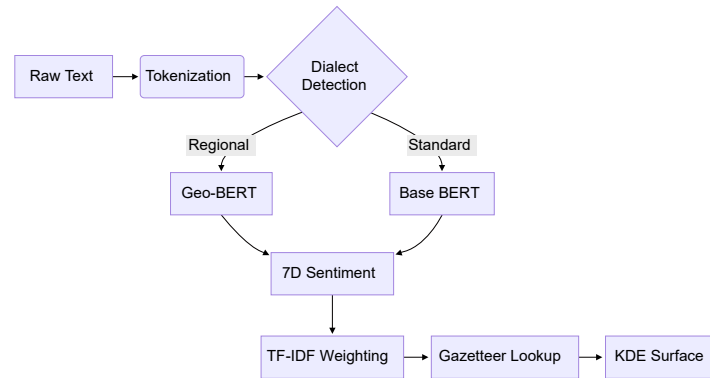 Raw Text
Tokenization
Dialect
Detection
Regional
Standard
Geo-BERT
Base BERT
7D Sentiment
TF-IDF Weighting
Gazetteer Lookup
KDE Surface